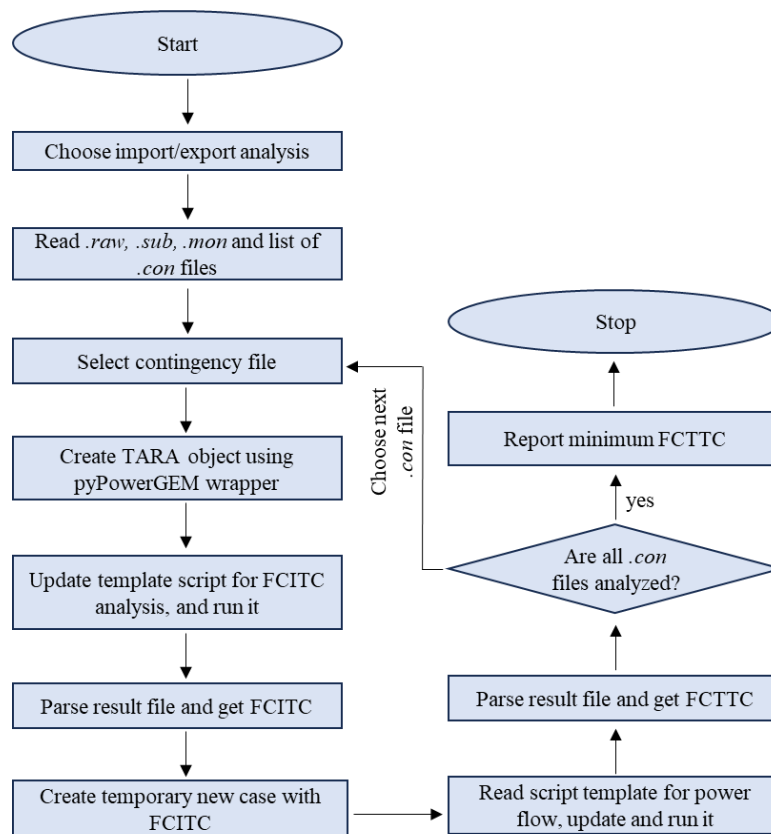 Start
Choose import/export analysis
Read .raw, .sub, .mon and list of
.con files
Select contingency file
Create TARA object using
pyPowerGEM wrapper
Update template script for FCITC
analysis, and run it
Parse result file and get FCITC
Create temporary new case with
FCITC
Read script template for power
flow, update and run it
Parse result file and get FCTTC
Are all .con
files analyzed?
Choose next
.con file
yes
Report minimum FCTTC
Stop